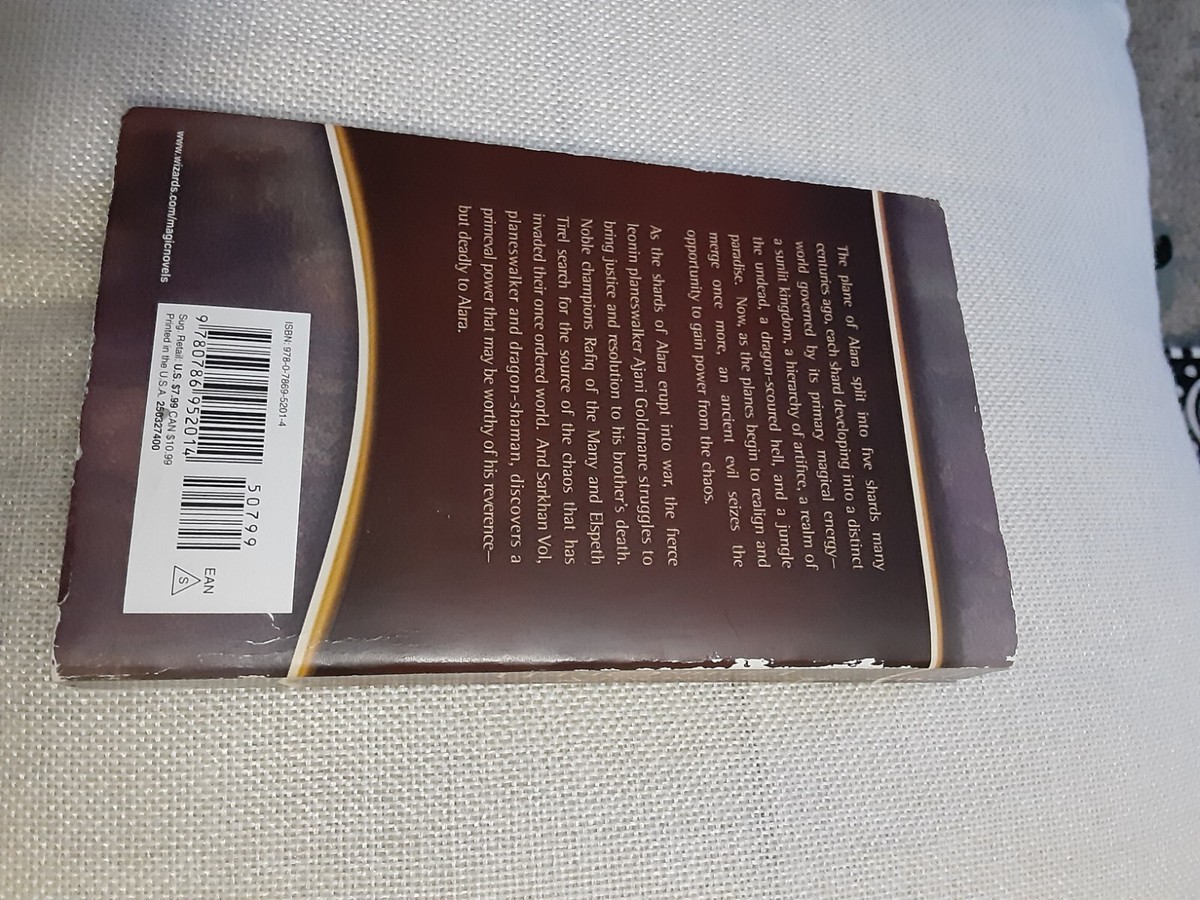 The plane of Alara split into five shards many
centuries ago, each shard developing into a distinct
world governed by its primary magical energy—
a sunlit kingdom, a hierarchy of artifice, a realm of
the undead, a dragon-scoured hell, and a jungle
paradise. Now, as the planes begin to realign and
merge once more, an ancient evil seizes the
opportunity to gain power from the chaos.
As the shards of Alara erupt into war, the fierce
leonin planeswalker Ajani Goldmane struggles to
bring justice and resolution to his brother's death.
Noble champions Rafiq of the Many and Elspeth
Tirel search for the source of the chaos that has
invaded their once ordered world. And Sarkhan Vol,
planeswalker and dragon-shaman, discovers a
primeval power that may be worthy of his reverence—
but deadly to Alara.
ISBN: 978-0-7869-5201-4
50799
9 780786 952014
EAN
S
Sug. Retail: U.S. $7.99 CAN $10.99
Printed in the U.S.A. 250327400
www.wizards.com/magicnovels